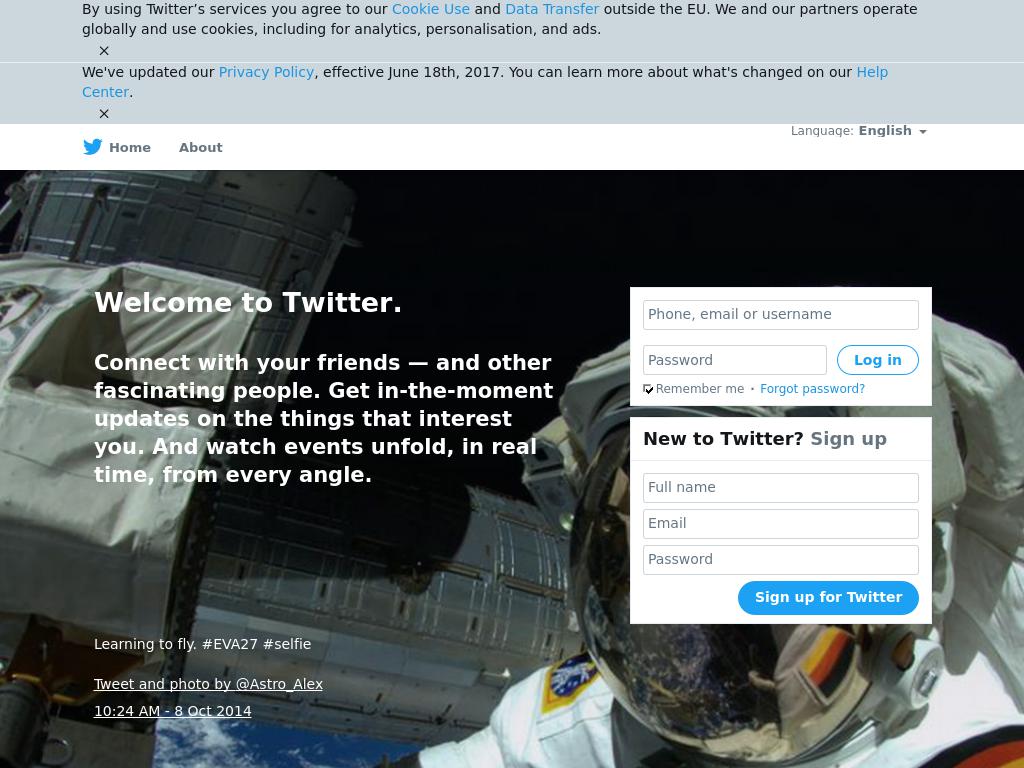 By using Twitter’s services you agree to our Cookie Use and Data Transfer outside the EU. We and our partners operate
globally and use cookies, including for analytics, personalisation, and ads.
×
We've updated our Privacy Policy, effective June 18th, 2017. You can learn more about what's changed on our Help
Center.
×
Language: English
Home About
Welcome to Twitter.
Connect with your friends — and other
fascinating people. Get in-the-moment
updates on the things that interest
you. And watch events unfold, in real
time, from every angle.
Phone, email or username
Password Log in
Remember me · Forgot password?
New to Twitter? Sign up
Full name
Email
Password
Sign up for Twitter
Learning to fly. #EVA27 #selfie
Tweet and photo by @Astro_Alex
10:24 AM - 8 Oct 2014